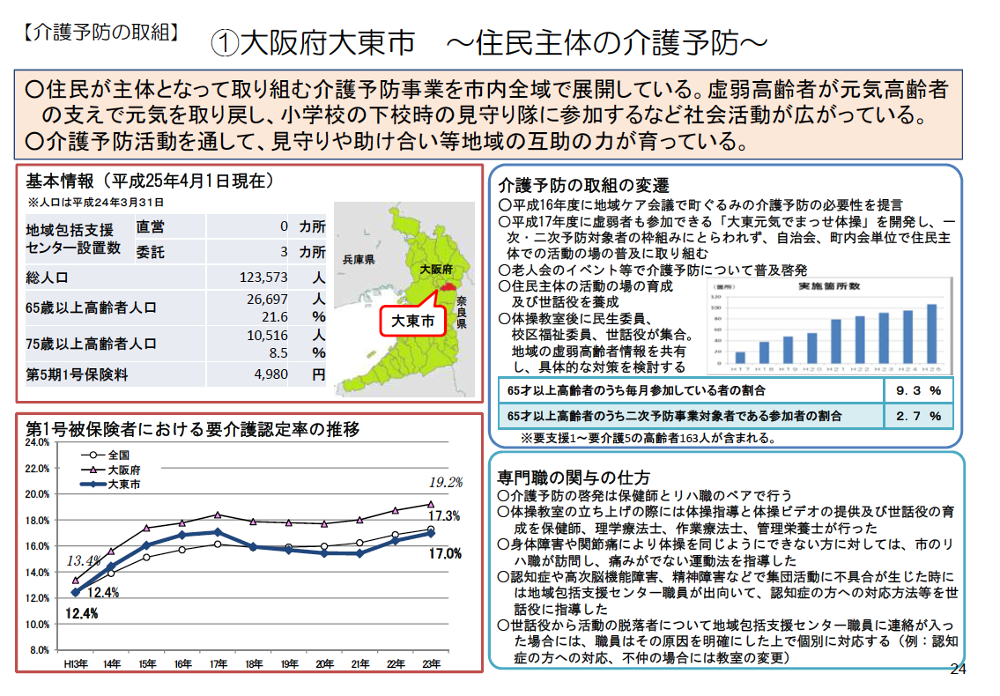 【介護予防の取組】
①大阪府大東市　～住民主体の介護予防～
○住民が主体となって取り組む介護予防事業を市内全域で展開している。虚弱高齢者が元気高齢者
の支えで元気を取り戻し、小学校の下校時の見守り隊に参加するなど社会活動が広がっている。
○介護予防活動を通して、見守りや助け合い等地域の互助の力が育っている。
基本情報（平成25年4月1日現在）
※人口は平成24年3月31日
地域包括支援
センター設置数
直営 0 カ所
委託 3 カ所
総人口 123,573 人
65歳以上高齢者人口 26,697 人
21.6 %
75歳以上高齢者人口 10,516 人
8.5 %
第5期1号保険料 4,980 円
兵庫県
大阪府
奈良県
大東市
第1号被保険者における要介護認定率の推移
24.0%
22.0%
20.0%
18.0%
16.0%
14.0%
12.0%
10.0%
8.0%
全国
大阪府
大東市
19.2%
17.3%
17.0%
13.4%
12.4%
12.4%
H13年 14年 15年 16年 17年 18年 19年 20年 21年 22年 23年
介護予防の取組の変遷
○平成16年度に地域ケア会議で町ぐるみの介護予防の必要性を提言
○平成17年度に虚弱者も参加できる「大東元気でまっせ体操」を開発し、一
次・二次予防対象者の枠組みにとらわれず、自治会、町内会単位で住民主
体での活動の場の普及に取り組む
○老人会のイベント等で介護予防について普及啓発
○住民主体の活動の場の育成
及び世話役を養成
○体操教室後に民生委員、
校区福祉委員、世話役が集合。
地域の虚弱高齢者情報を共有
し、具体的な対策を検討する
（箇所）
実施箇所数
120
100
80
60
40
20
0
H17 H18 H19 H20 H21 H22 H23 H24 H25
65才以上高齢者のうち毎月参加している者の割合 9.3 %
65才以上高齢者のうち二次予防事業対象者である参加者の割合 2.7 %
※要支援1～要介護5の高齢者163人が含まれる。
専門職の関与の仕方
○介護予防の啓発は保健師とリハ職のペアで行う
○体操教室の立ち上げの際には体操指導と体操ビデオの提供及び世話役の育
成を保健師、理学療法士、作業療法士、管理栄養士が行った
○身体障害や関節痛により体操を同じようにできない方に対しては、市のリ
ハ職が訪問し、痛みがでない運動法を指導した
○認知症や高次脳機能障害、精神障害などで集団活動に不具合が生じた時に
は地域包括支援センター職員が出向いて、認知症の方への対応方法等を世
話役に指導した
○世話役から活動の脱落者について地域包括支援センター職員に連絡が入っ
た場合には、職員はその原因を明確にした上で個別に対応する（例：認知
症の方への対応、不仲の場合には教室の変更）
24